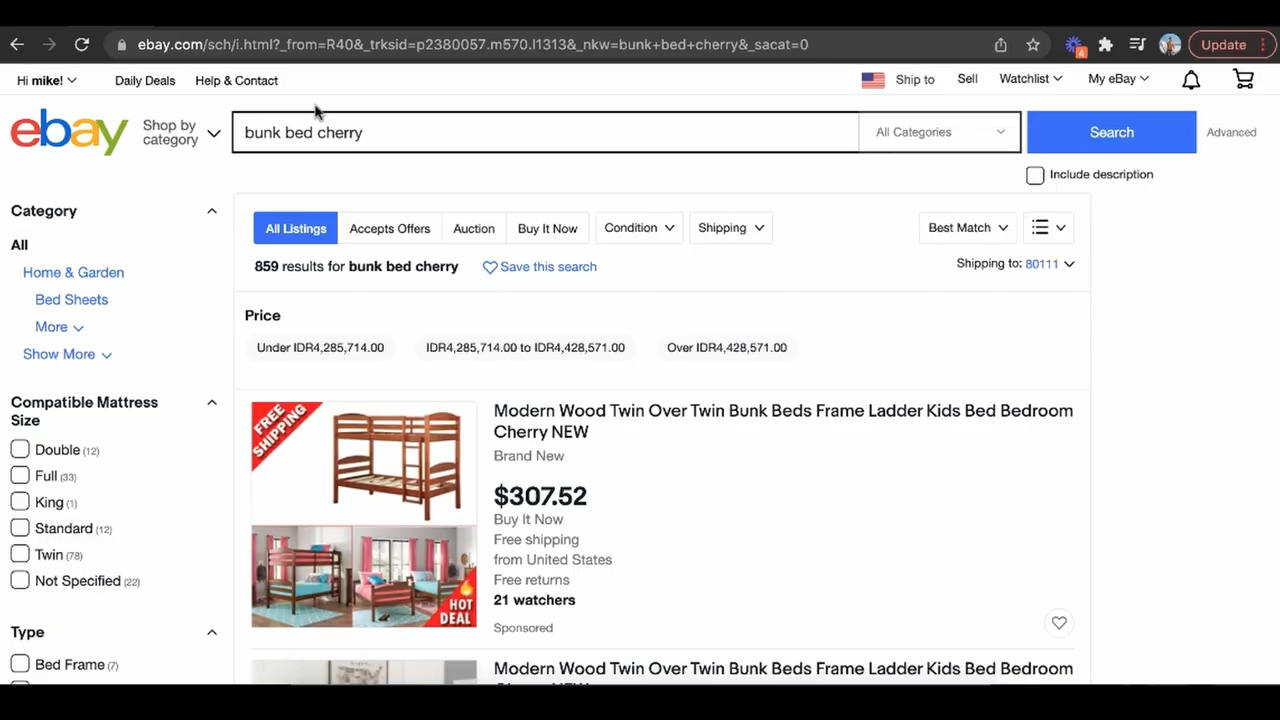 ebay.com/sch/i.html?_from=R40&_trksid=p2380057.m570.l1313&_nkw=bunk+bed+cherry&_sacat=0
4
Update
Hi mike!
Daily Deals
Help & Contact
Ship to
Sell
Watchlist
My eBay
ebay
Shop by
category
bunk bed cherry
All Categories
Search
Advanced
Include description
Category
All
Home & Garden
Bed Sheets
More
Show More
Compatible Mattress
Size
Double (12)
Full (33)
King (1)
Standard (12)
Twin (78)
Not Specified (22)
Type
Bed Frame (7)
All Listings
Accepts Offers
Auction
Buy It Now
Condition
Shipping
Best Match
859 results for bunk bed cherry
Save this search
Shipping to: 80111
Price
Under IDR4,285,714.00
IDR4,285,714.00 to IDR4,428,571.00
Over IDR4,428,571.00
FREE
SHIPPING
HOT
DEAL
Modern Wood Twin Over Twin Bunk Beds Frame Ladder Kids Bed Bedroom
Cherry NEW
Brand New
$307.52
Buy It Now
Free shipping
from United States
Free returns
21 watchers
Sponsored
Modern Wood Twin Over Twin Bunk Beds Frame Ladder Kids Bed Bedroom